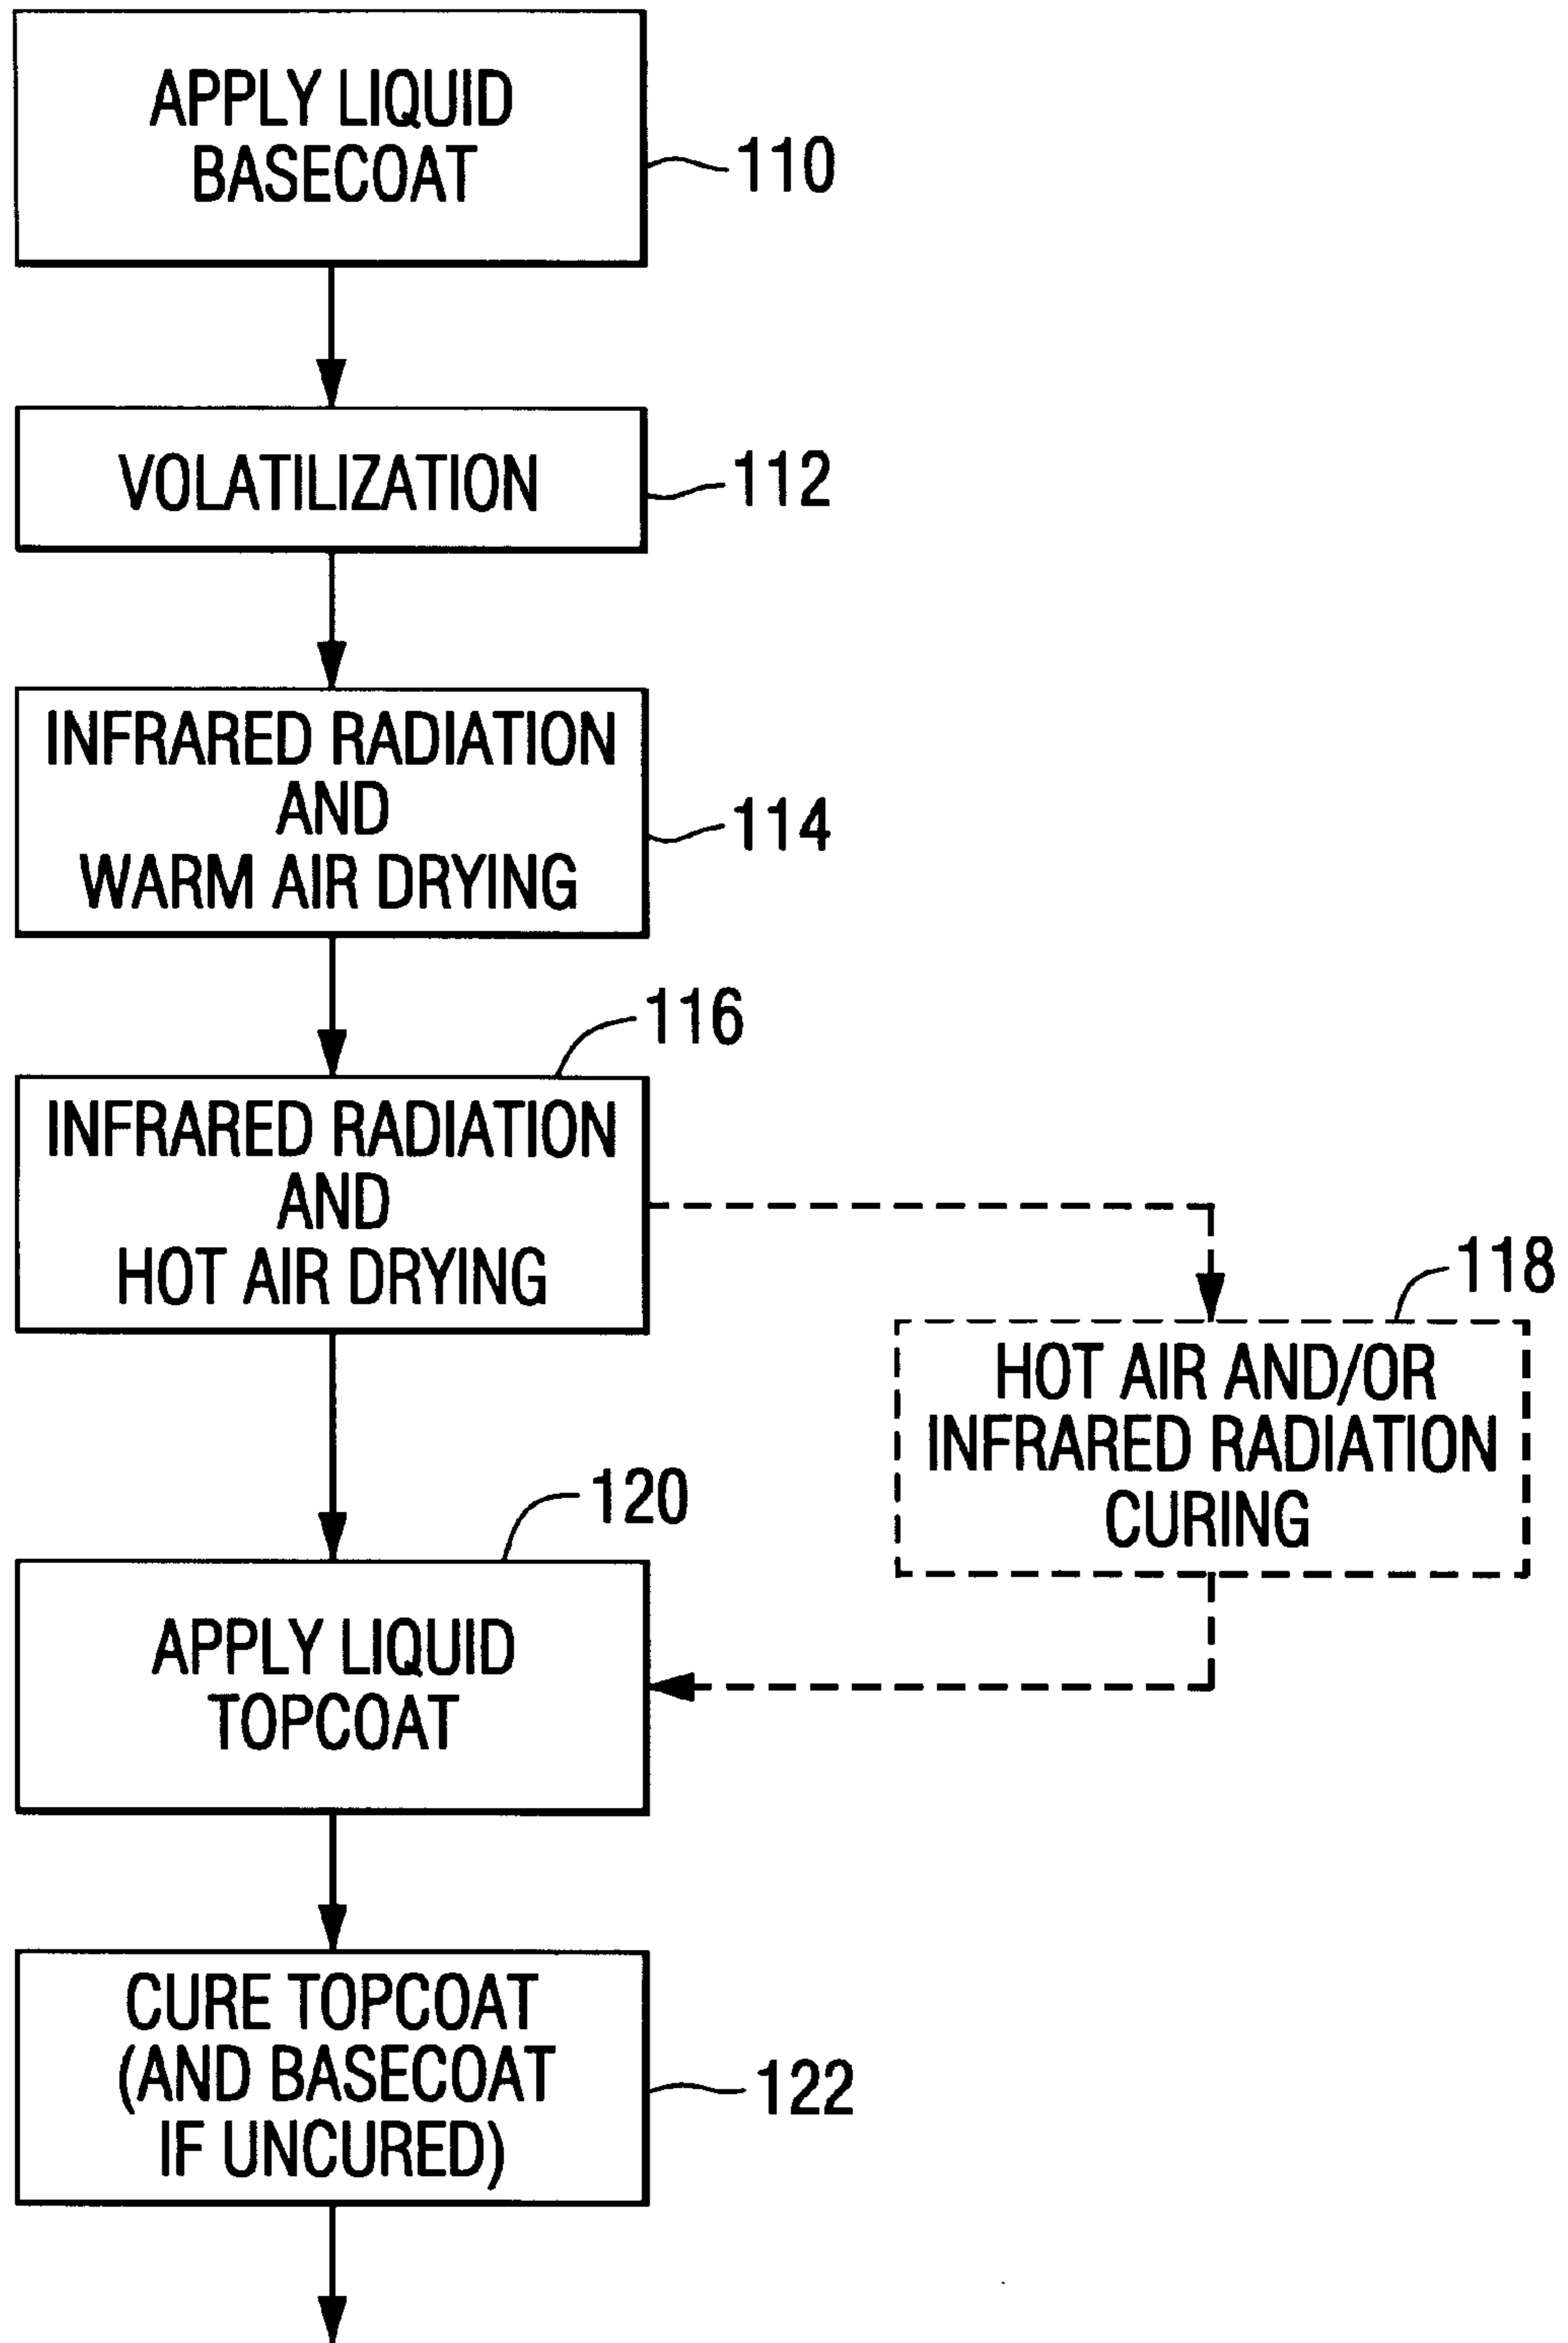 APPLY LIQUID
BASECOAT
110
VOLATILIZATION
112
INFRARED RADIATION
AND
WARM AIR DRYING
114
116
INFRARED RADIATION
AND
HOT AIR DRYING
118
HOT AIR AND/OR
INFRARED RADIATION
CURING
120
APPLY LIQUID
TOPCOAT
CURE TOPCOAT
(AND BASECOAT
IF UNCURED)
122